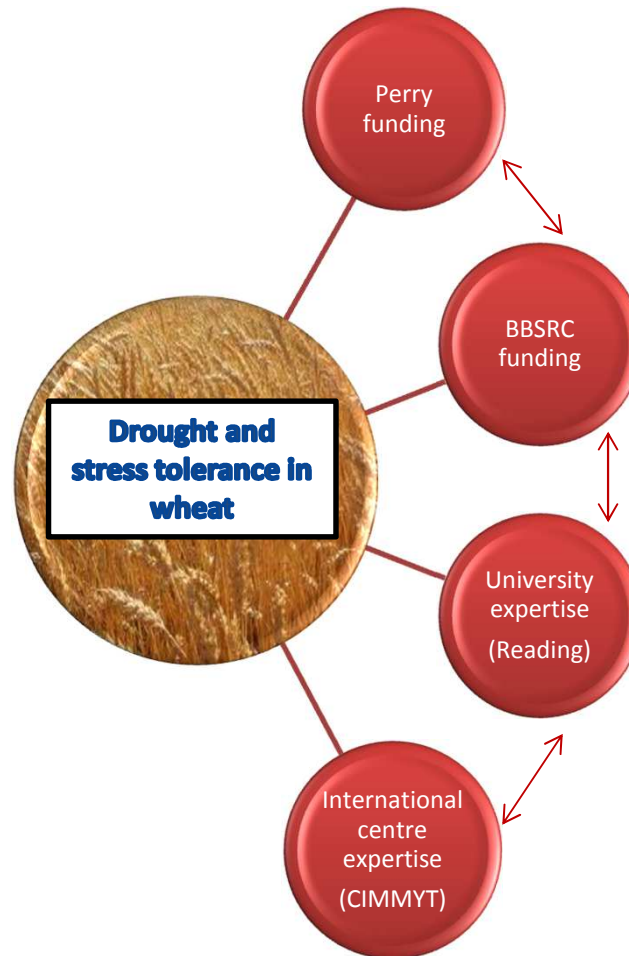 Perry
funding
BBSRC
funding
Drought and
stress tolerance in
wheat
University
expertise
(Reading)
International
centre
expertise
(CIMMYT)